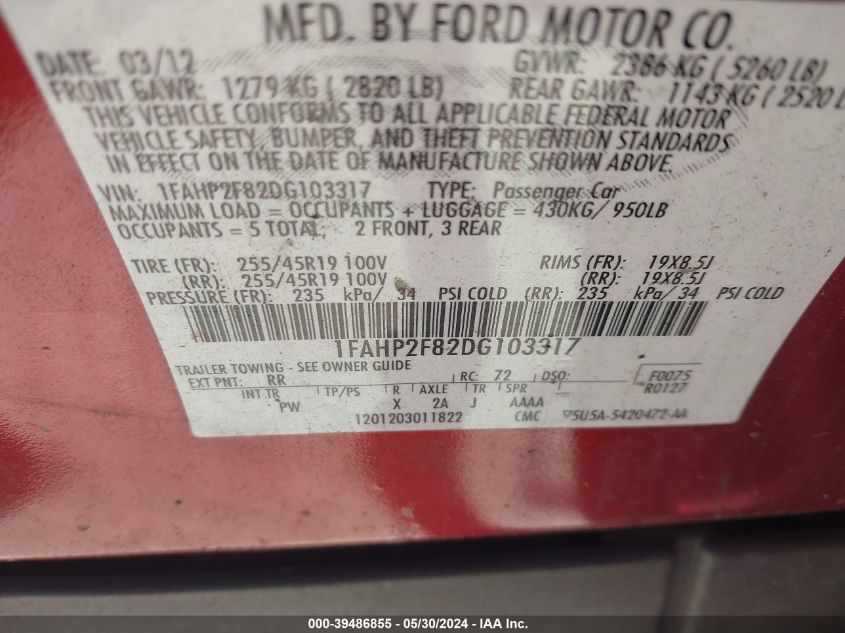 MFD. BY FORD MOTOR CO.
DATE: 03/12 GVWR: 2386 KG ( 5260 LB)
FRONT GAWR: 1279 KG ( 2820 LB) REAR GAWR: 1143 KG ( 2520 L
THIS VEHICLE CONFORMS TO ALL APPLICABLE FEDERAL MOTOR
VEHICLE SAFETY, BUMPER, AND THEFT PREVENTION STANDARDS
IN EFFECT ON THE DATE OF MANUFACTURE SHOWN ABOVE.
VIN: 1FAHP2F82DG103317 TYPE: Passenger Car
MAXIMUM LOAD = OCCUPANTS + LUGGAGE = 430KG/ 950LB
OCCUPANTS = 5 TOTAL, 2 FRONT, 3 REAR
TIRE (FR): 255/45R19 100V RIMS (FR): 19X8.5J
(RR): 255/45R19 100V (RR): 19X8.5J
PRESSURE (FR): 235 kPa/ 34 PSI COLD (RR): 235 kPa/ 34 PSI COLD
1FAHP2F82DG103317
TRAILER TOWING - SEE OWNER GUIDE
EXT PNT: RR RC: 72 DSO: F0075
R0127
INT TR TP/PS R AXLE TR SPR
PW X 2A J AAAA
1201203011822 CMC 5U5A-5420472-AA
000-39486855 - 05/30/2024 - IAA Inc.